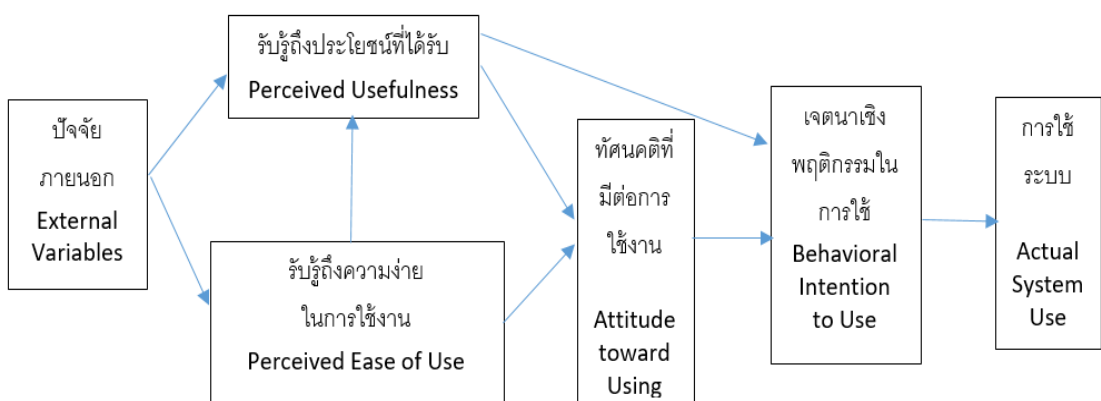 ปัจจัย
ภายนอก
External
Variables
รับรู้ถึงประโยชน์ที่ได้รับ
Perceived Usefulness
รับรู้ถึงความง่าย
ในการใช้งาน
Perceived Ease of Use
ทัศนคติที่
มีต่อการ
ใช้งาน
Attitude
toward
Using
เจตนาเชิง
พฤติกรรมใน
การใช้
Behavioral
Intention
to Use
การใช้
ระบบ
Actual
System
Use